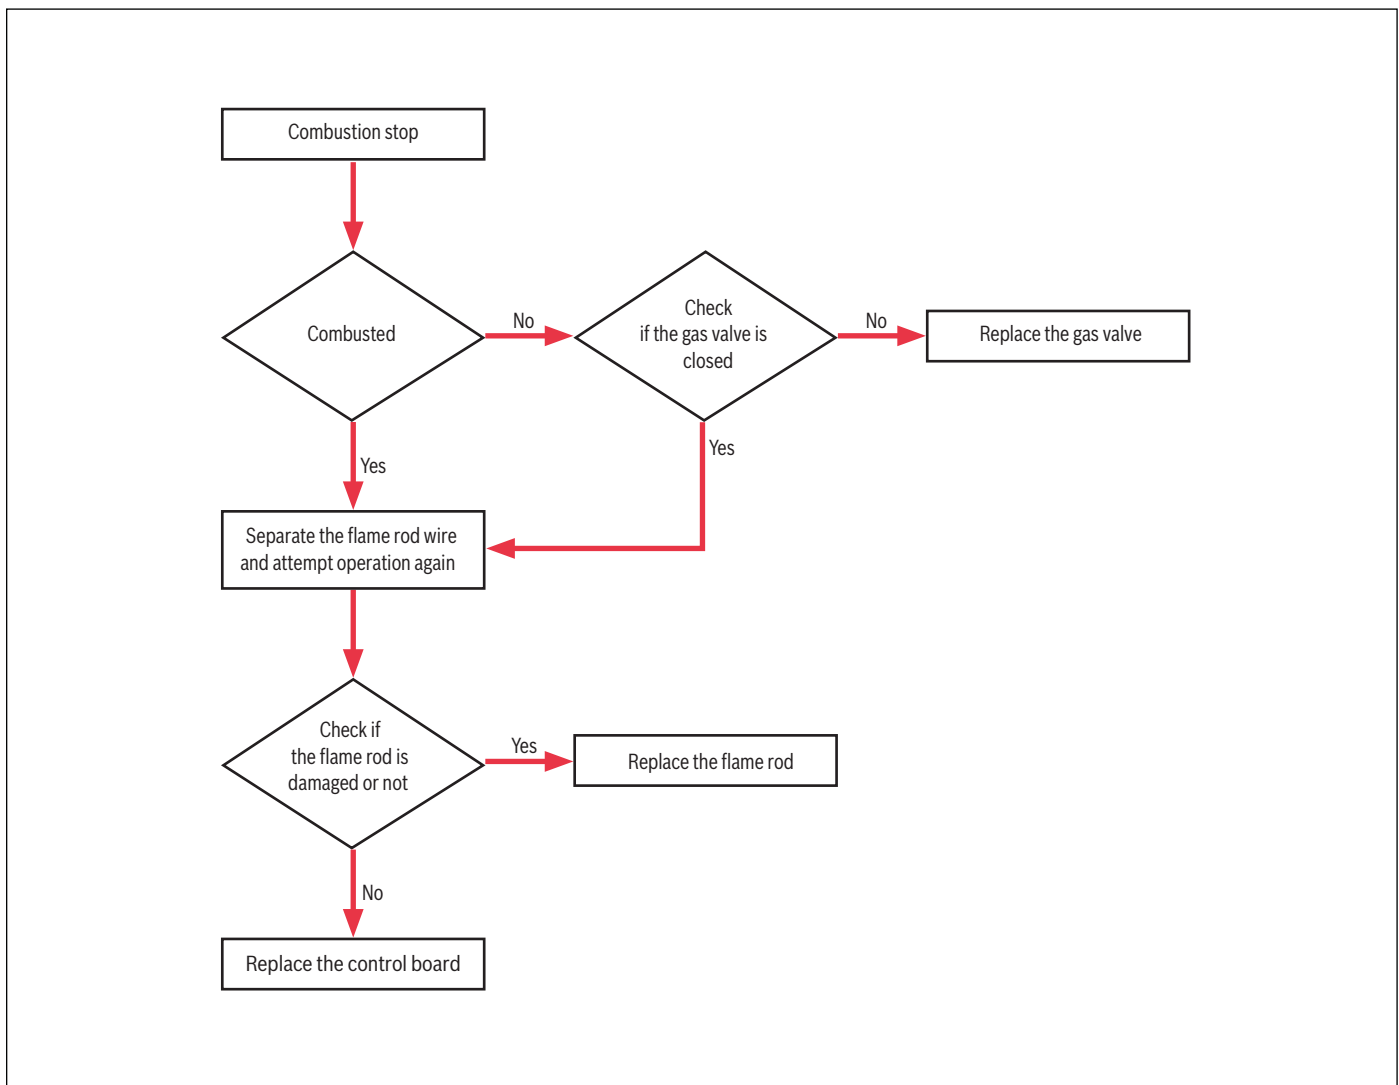 Combustion stop
Combusted
No
Check
if the gas valve is
closed
No
Replace the gas valve
Yes
Yes
Separate the flame rod wire
and attempt operation again
Check if
the flame rod is
damaged or not
Yes
Replace the flame rod
No
Replace the control board